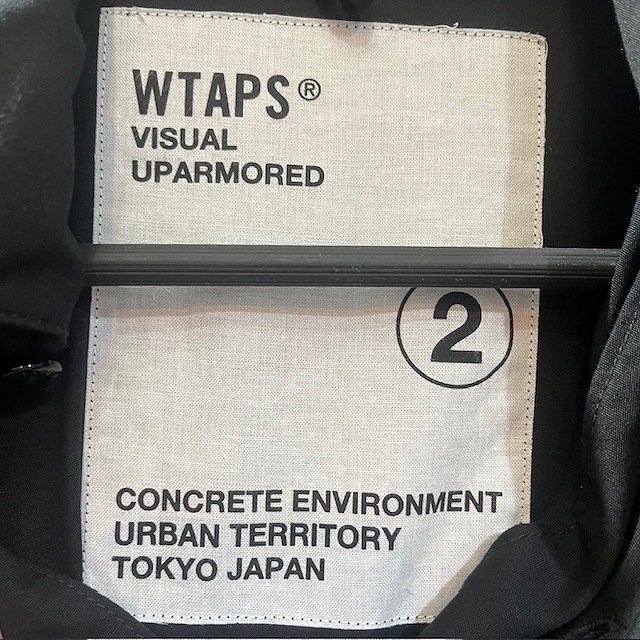 WTAPS®
VISUAL
UPARMORED
2
CONCRETE ENVIRONMENT
URBAN TERRITORY
TOKYO JAPAN